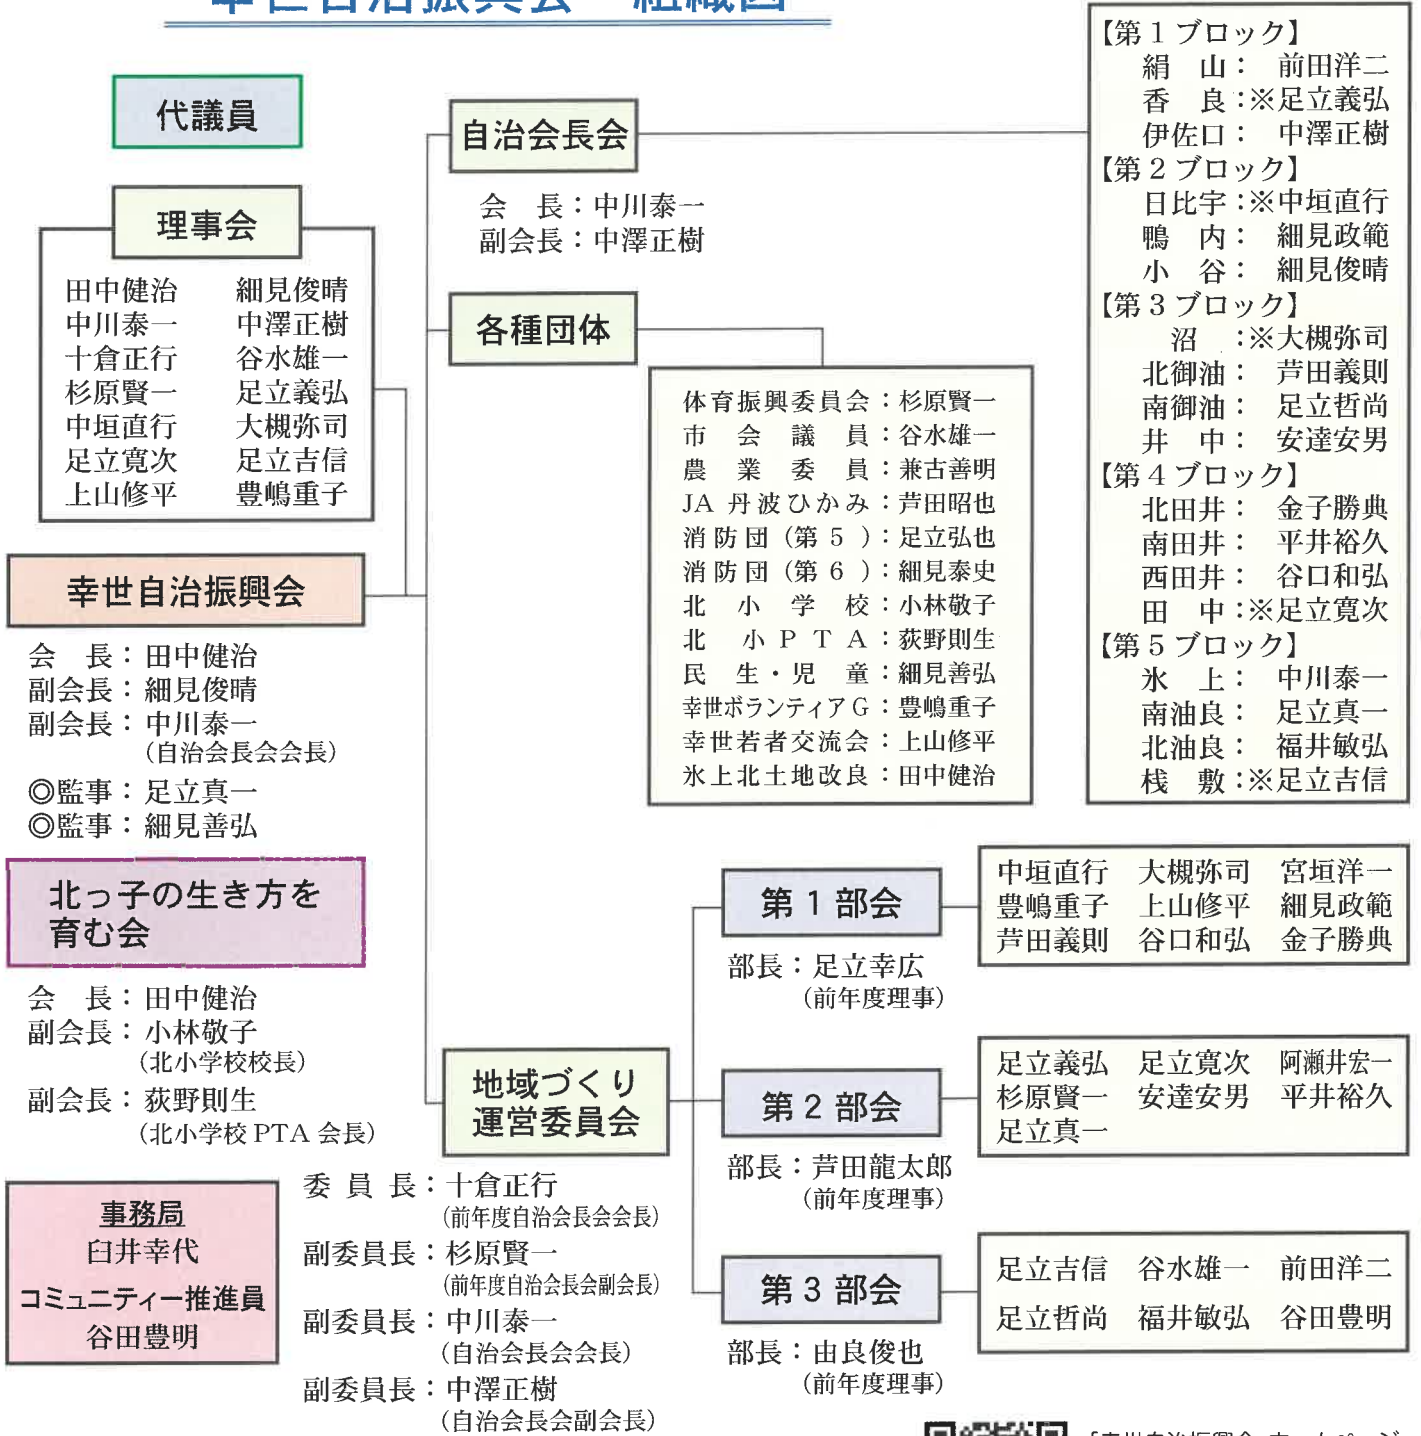 幸世自治振興会 組織図
代議員
理事会
田中健治 細見俊晴
中川泰一 中澤正樹
十倉正行 谷水雄一
杉原賢一 足立義弘
中垣直行 大槻弥司
足立寛次 足立吉信
上山修平 豊嶋重子
幸世自治振興会
会 長：田中健治
副会長：細見俊晴
副会長：中川泰一
（自治会長会会長）
◎監事：足立真一
◎監事：細見善弘
北っ子の生き方を
育む会
会 長：田中健治
副会長：小林敬子
（北小学校校長）
副会長：荻野則生
（北小学校PTA会長）
事務局
臼井幸代
コミュニティー推進員
谷田豊明
自治会長会
会 長：中川泰一
副会長：中澤正樹
各種団体
体育振興委員会：杉原賢一
市会議員：谷水雄一
農業委員：兼古善明
JA丹波ひかみ：芦田昭也
消防団（第5）：足立弘也
消防団（第6）：細見泰史
北小学校：小林敬子
北小PTA：荻野則生
民生・児童：細見善弘
幸世ボランティアG：豊嶋重子
幸世若者交流会：上山修平
氷上北土地改良：田中健治
【第1ブロック】
絹 山： 前田洋二
香 良：※足立義弘
伊佐口： 中澤正樹
【第2ブロック】
日比宇：※中垣直行
鴨 内： 細見政範
小 谷： 細見俊晴
【第3ブロック】
沼 ：※大槻弥司
北御油： 芦田義則
南御油： 足立哲尚
井 中： 安達安男
【第4ブロック】
北田井： 金子勝典
南田井： 平井裕久
西田井： 谷口和弘
田 中：※足立寛次
【第5ブロック】
氷 上： 中川泰一
南油良： 足立真一
北油良： 福井敏弘
桟 敷：※足立吉信
地域づくり
運営委員会
委員長：十倉正行
（前年度自治会長会会長）
副委員長：杉原賢一
（前年度自治会長会副会長）
副委員長：中川泰一
（自治会長会会長）
副委員長：中澤正樹
（自治会長会副会長）
第1部会
部長：足立幸広
（前年度理事）
中垣直行 大槻弥司 宮垣洋一
豊嶋重子 上山修平 細見政範
芦田義則 谷口和弘 金子勝典
第2部会
部長：芦田龍太郎
（前年度理事）
足立義弘 足立寛次 阿瀬井宏一
杉原賢一 安達安男 平井裕久
足立真一
第3部会
部長：由良俊也
（前年度理事）
足立吉信 谷水雄一 前田洋二
足立哲尚 福井敏弘 谷田豊明